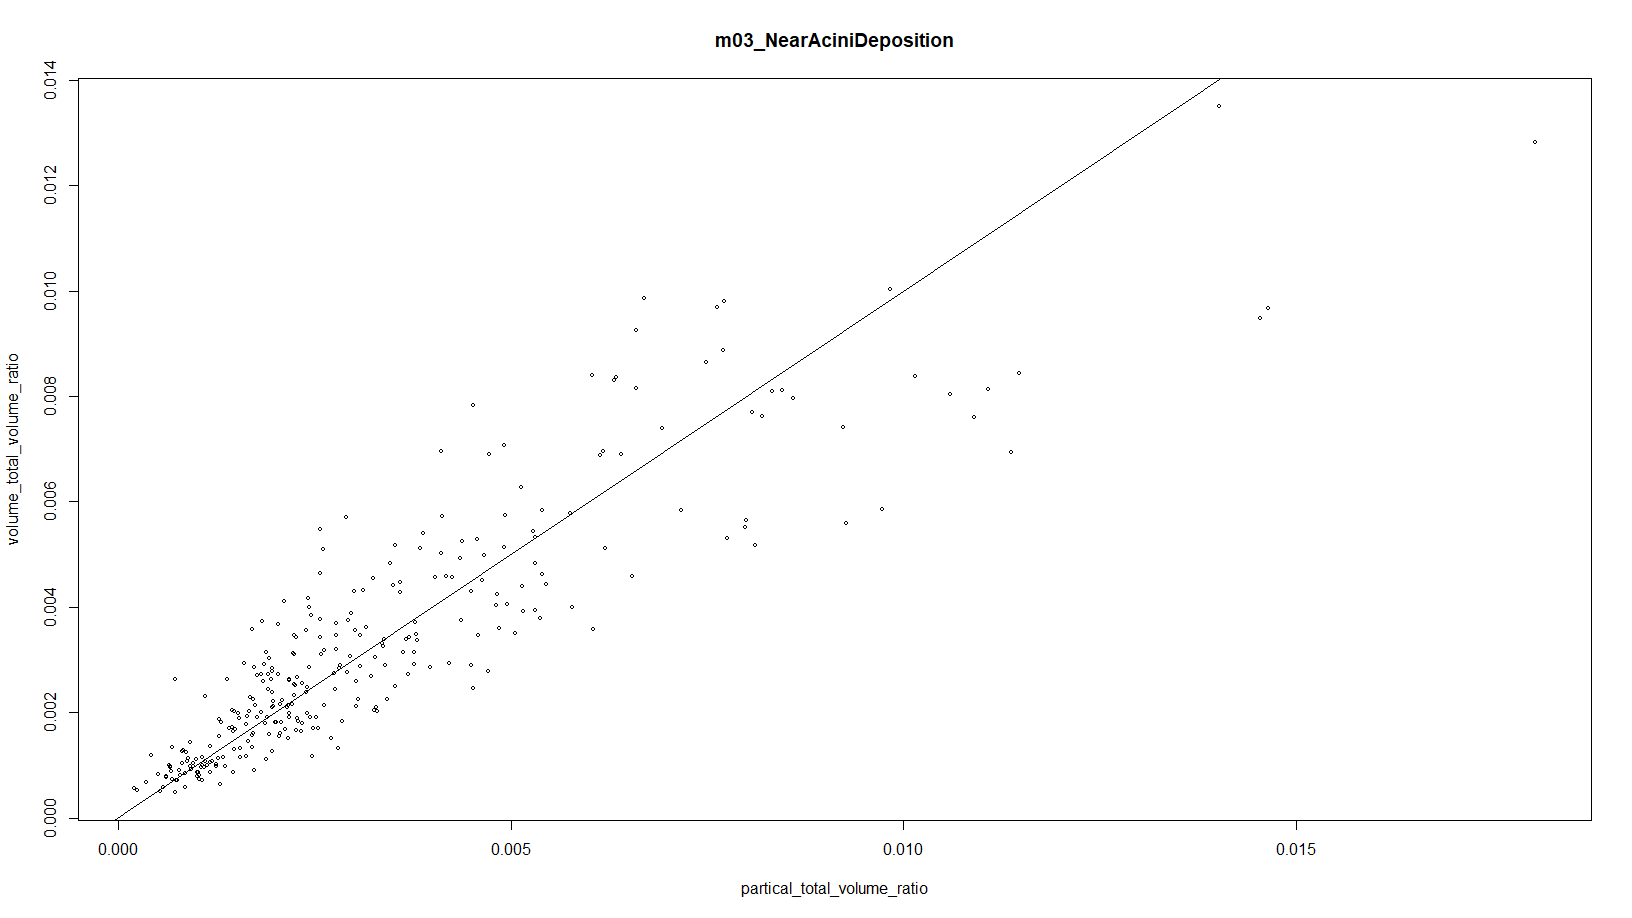 m03_NearAciniDeposition
0.014
0.012
0.010
0.008
0.006
0.004
0.002
0.000
volume_total_volume_ratio
0.000 0.005 0.010 0.015
partical_total_volume_ratio